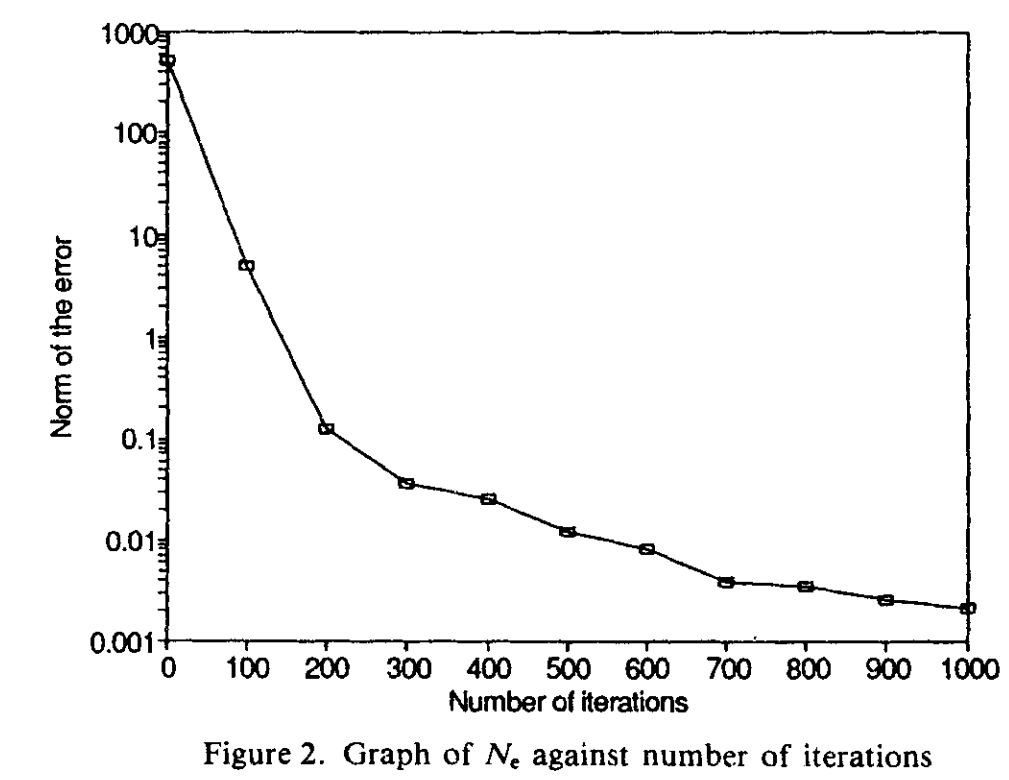 1000
100
10
1
0.1
0.01
0.001
Norm of the error
0 100 200 300 400 500 600 700 800 900 1000
Number of iterations
Figure 2. Graph of Nₑ against number of iterations